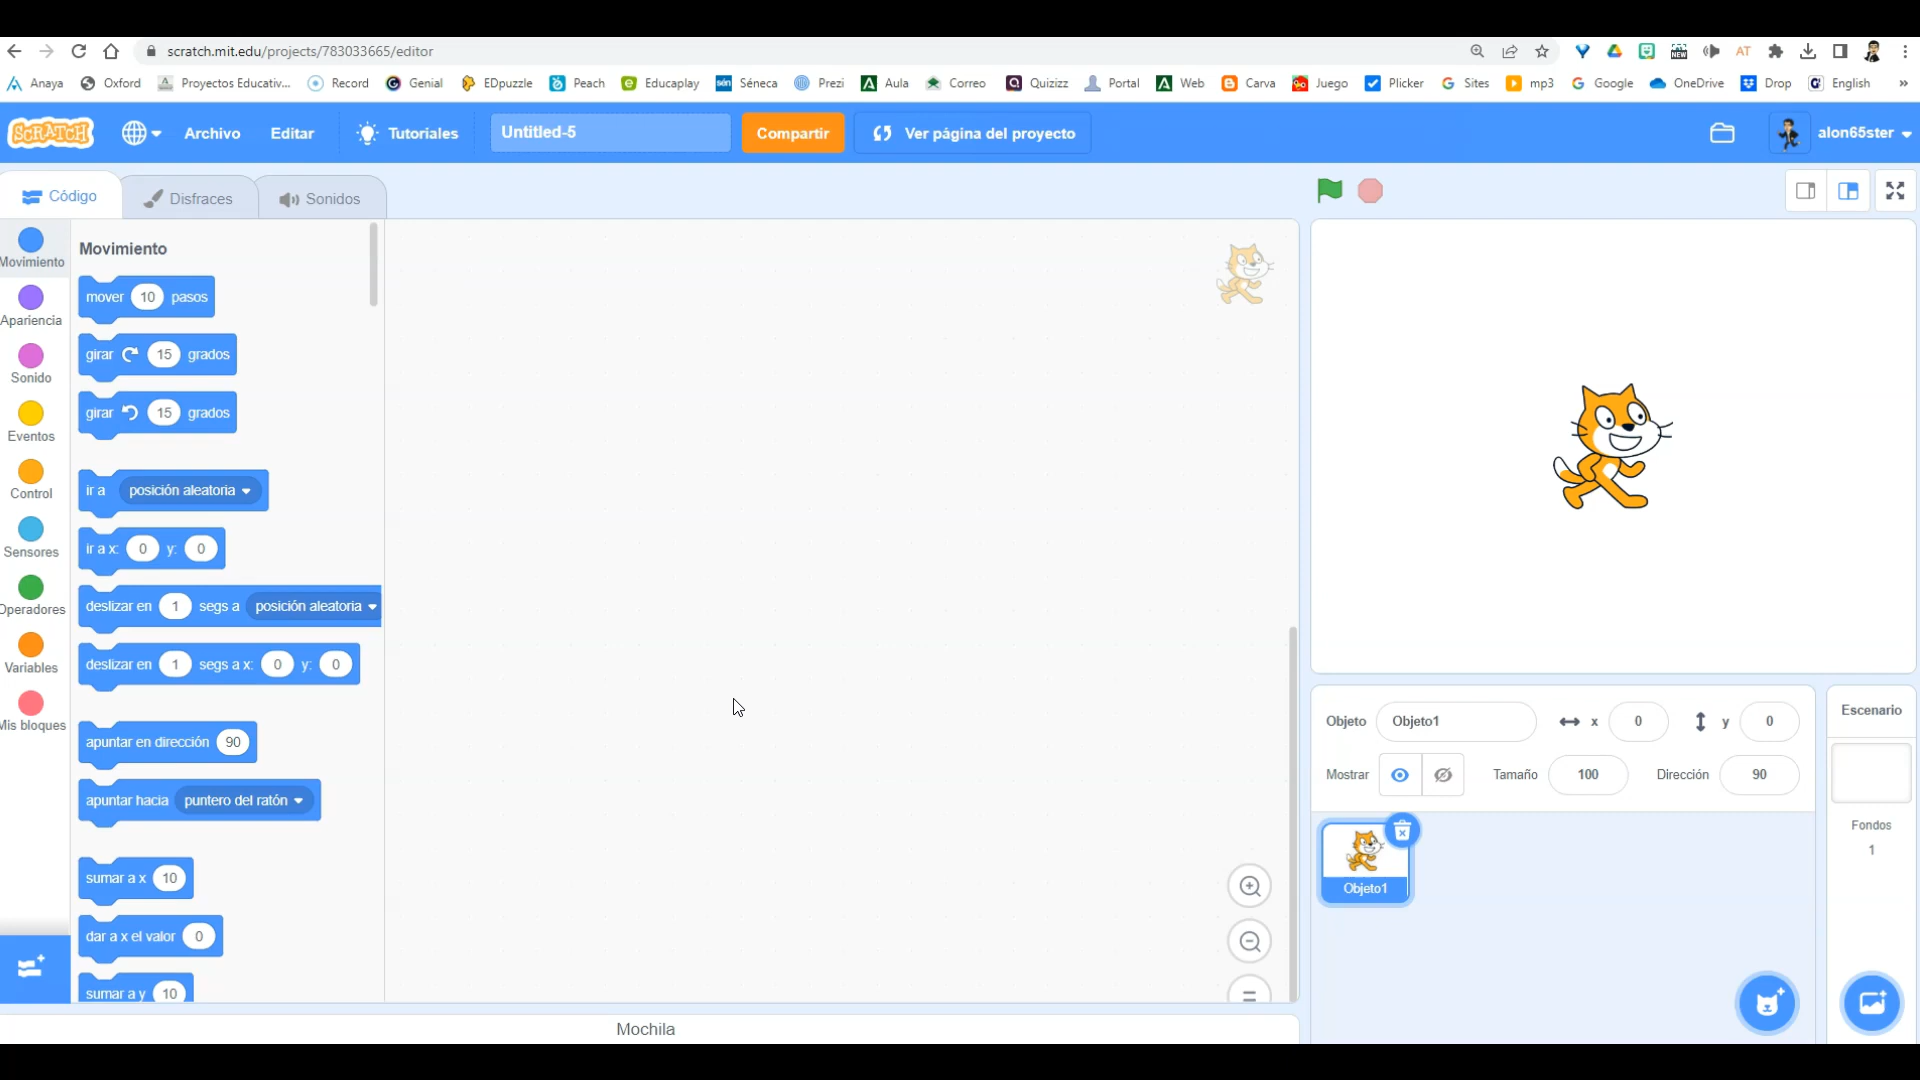 scratch.mit.edu/projects/783033665/editor
NEW
AT
Anaya Oxford Proyectos Educativ... Record Genial EDpuzzle Peach Educaplay Séneca Prezi Aula Correo Quizizz Portal Web Carva Juego Plicker Sites mp3 Google OneDrive Drop English »
SCRATCH Archivo Editar Tutoriales Untitled-5 Compartir Ver página del proyecto alon65ster
Código Disfraces Sonidos
Movimiento
Apariencia
Sonido
Eventos
Control
Sensores
Operadores
Variables
Mis bloques
Movimiento
mover 10 pasos
girar 15 grados
girar 15 grados
ir a posición aleatoria
ir a x: 0 y: 0
deslizar en 1 segs a posición aleatoria
deslizar en 1 segs a x: 0 y: 0
apuntar en dirección 90
apuntar hacia puntero del ratón
sumar a x 10
dar a x el valor 0
sumar a y 10
Mochila
Objeto Objeto1 x 0 y 0
Mostrar Tamaño 100 Dirección 90
Objeto1
Escenario
Fondos
1